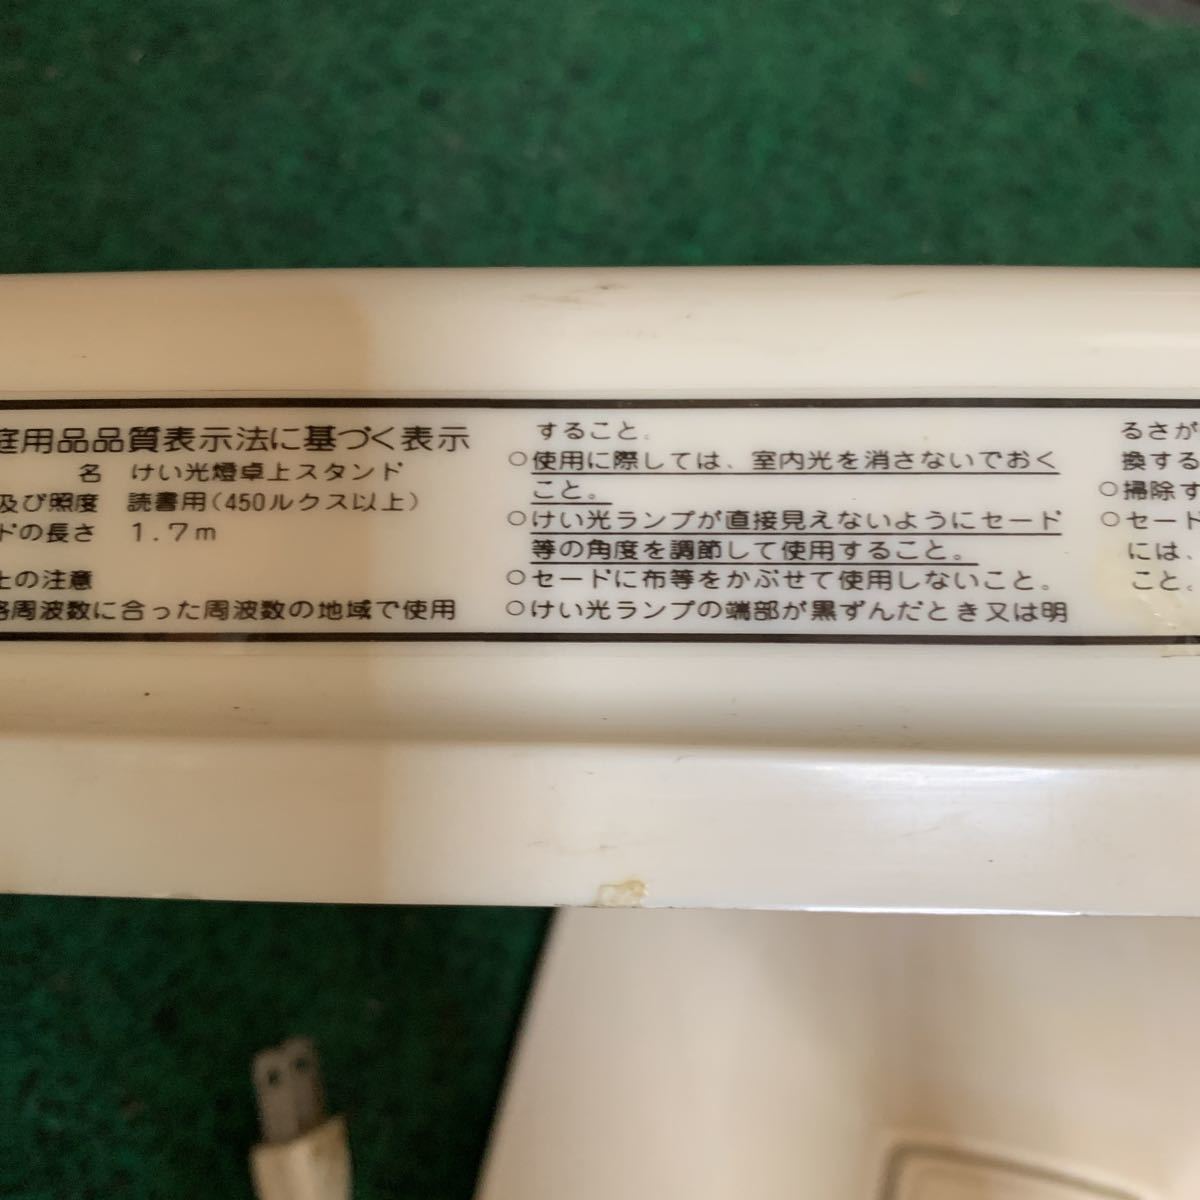 庭用品品質表示法に基づく表示
名 けい光燈卓上スタンド
及び照度 読書用(450ルクス以上)
ドの長さ 1.7m
上の注意
格周波数に合った周波数の地域で使用
すること。
○使用に際しては、室内光を消さないでおく
こと。
○けい光ランプが直接見えないようにセード
等の角度を調節して使用すること。
○セードに布等をかぶせて使用しないこと。
○けい光ランプの端部が黒ずんだとき又は明
るさが
換する
○掃除す
○セード
には、
こと。